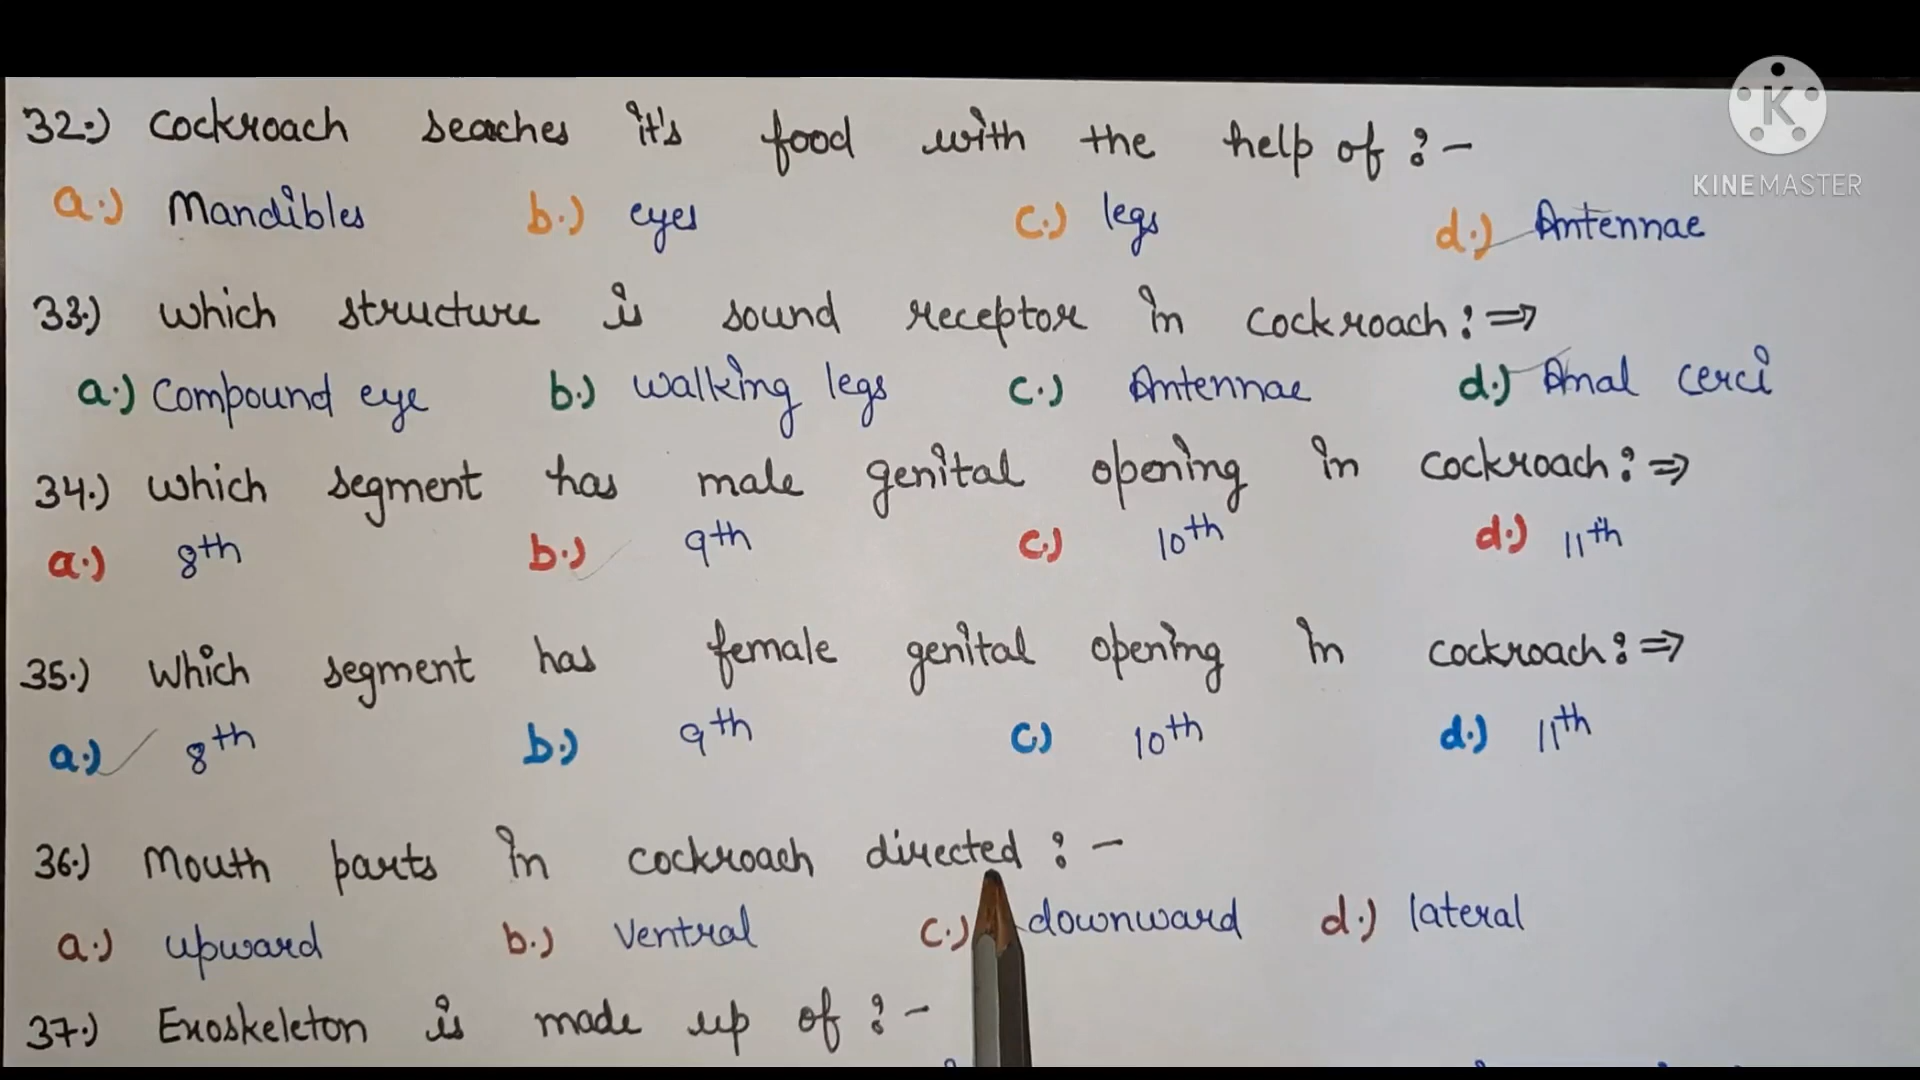 K
KINEMASTER
32.) Cockroach seaches it's food with the help of :-
a.) Mandibles b.) eyes c.) legs d.) Antennae
33.) which structure is sound receptor in cockroach :⇒
a.) Compound eye b.) walking legs c.) Antennae d.) Anal cerci
34.) which segment has male genital opening in cockroach :⇒
a.) 8th b.) 9th c.) 10th d.) 11th
35.) Which segment has female genital opening in cockroach :⇒
a.) 8th b.) 9th c.) 10th d.) 11th
36.) Mouth parts in cockroach directed :-
a.) upward b.) Ventral c.) downward d.) lateral
37.) Exoskeleton is made up of :-